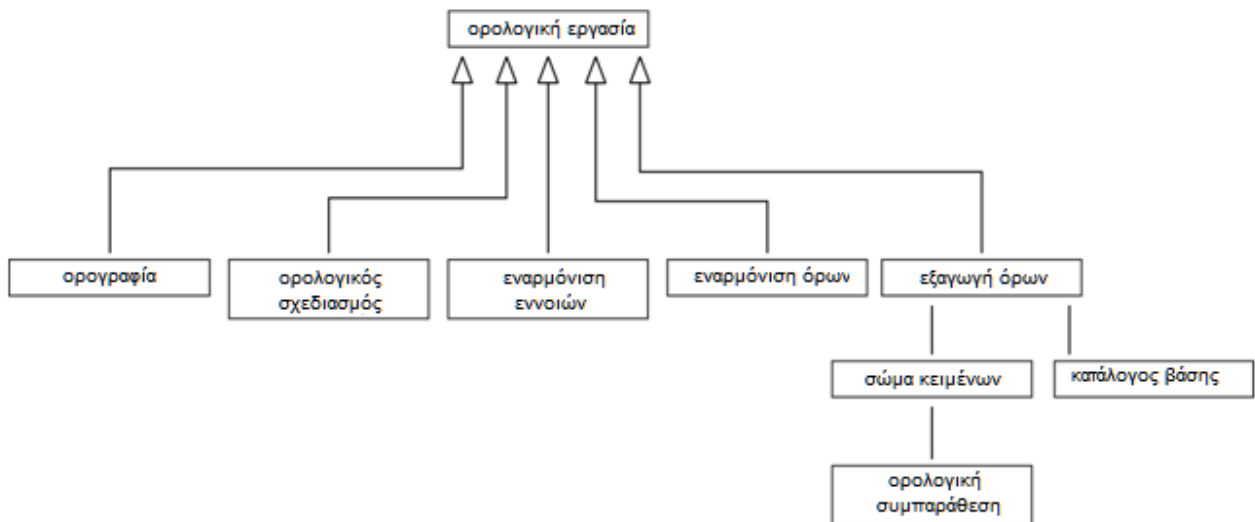 ορολογική εργασία
ορογραφία
ορολογικός
σχεδιασμός
εναρμόνιση
εννοιών
εναρμόνιση όρων
εξαγωγή όρων
σώμα κειμένων
κατάλογος βάσης
ορολογική
συμπαράθεση